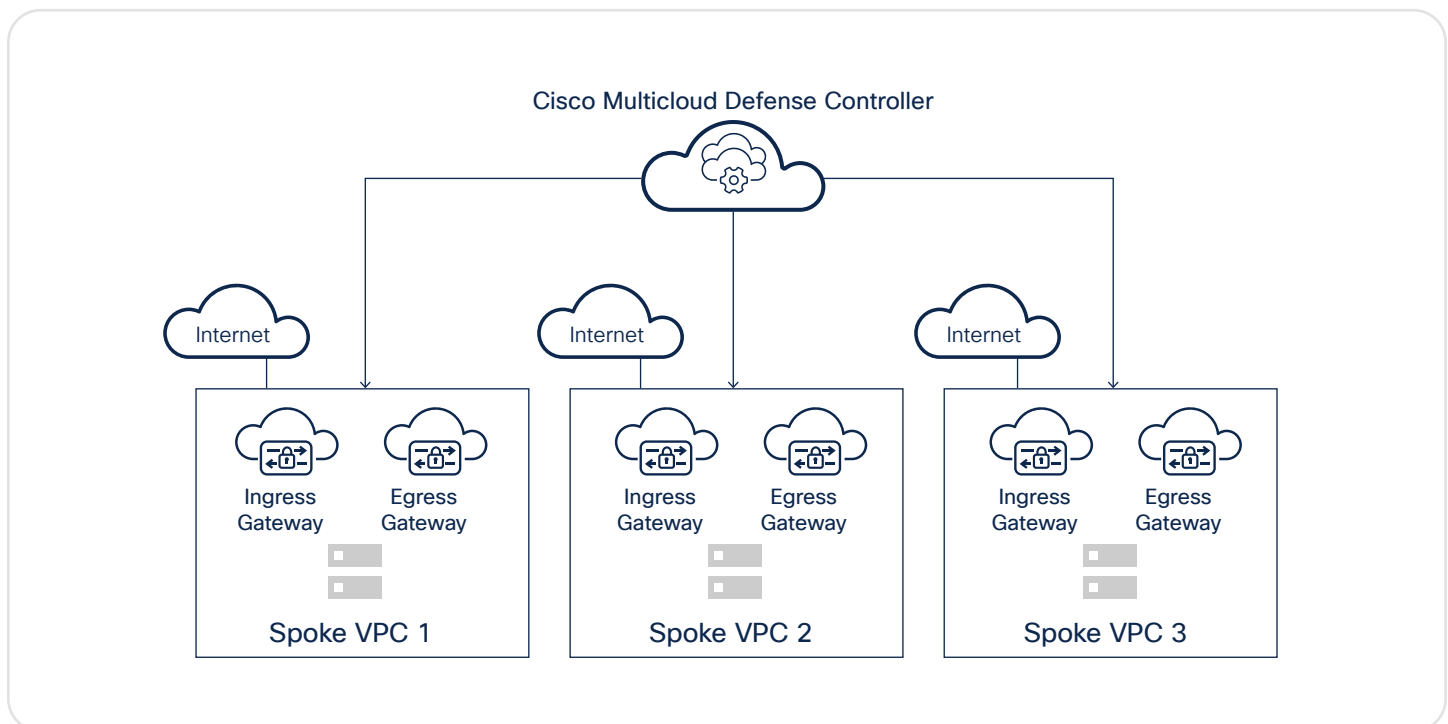 Cisco Multicloud Defense Controller
Internet
Internet
Internet
Ingress
Gateway
Egress
Gateway
Spoke VPC 1
Ingress
Gateway
Egress
Gateway
Spoke VPC 2
Ingress
Gateway
Egress
Gateway
Spoke VPC 3